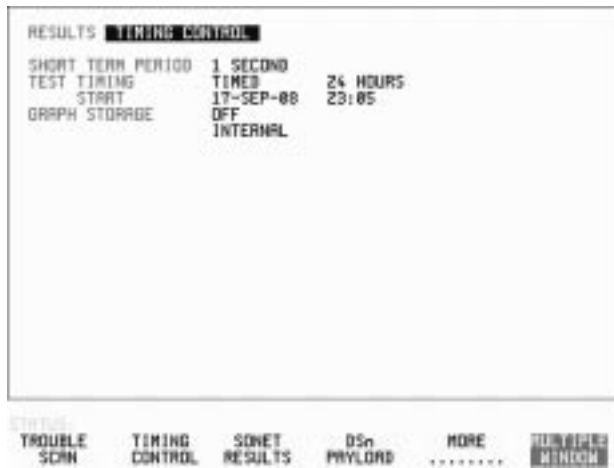 RESULTS TIMING CONTROL
SHORT TERM PERIOD 1 SECOND
TEST TIMING TIMED 24 HOURS
START 17-SEP-08 23:05
GRAPH STORAGE OFF
INTERNAL
STATUS:
TROUBLE SCAN TIMING CONTROL SONET RESULTS DSn PAYLOAD MORE ........ MULTIPLE WINDOW